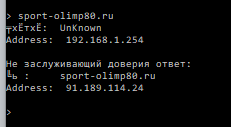 > sport-olimp80.ru
╤хЁтхЁ:  UnKnown
Address:  192.168.1.254
Не заслуживающий доверия ответ:
╚ь :     sport-olimp80.ru
Address:  91.189.114.24
>